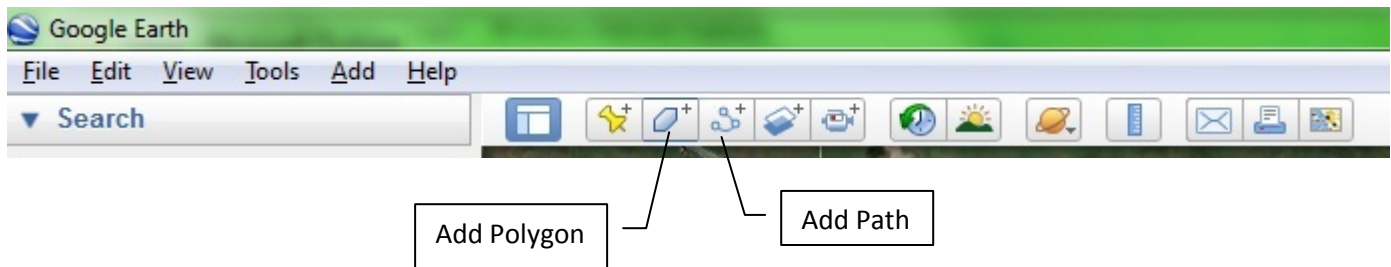 Google Earth
File Edit View Tools Add Help
Search
Add Polygon
Add Path